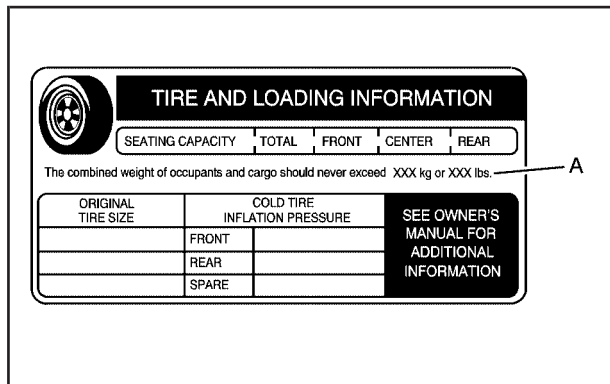 TIRE AND LOADING INFORMATION
SEATING CAPACITY TOTAL FRONT CENTER REAR
The combined weight of occupants and cargo should never exceed XXX kg or XXX lbs.
A
ORIGINAL
TIRE SIZE
COLD TIRE
INFLATION PRESSURE
FRONT
REAR
SPARE
SEE OWNER'S
MANUAL FOR
ADDITIONAL
INFORMATION